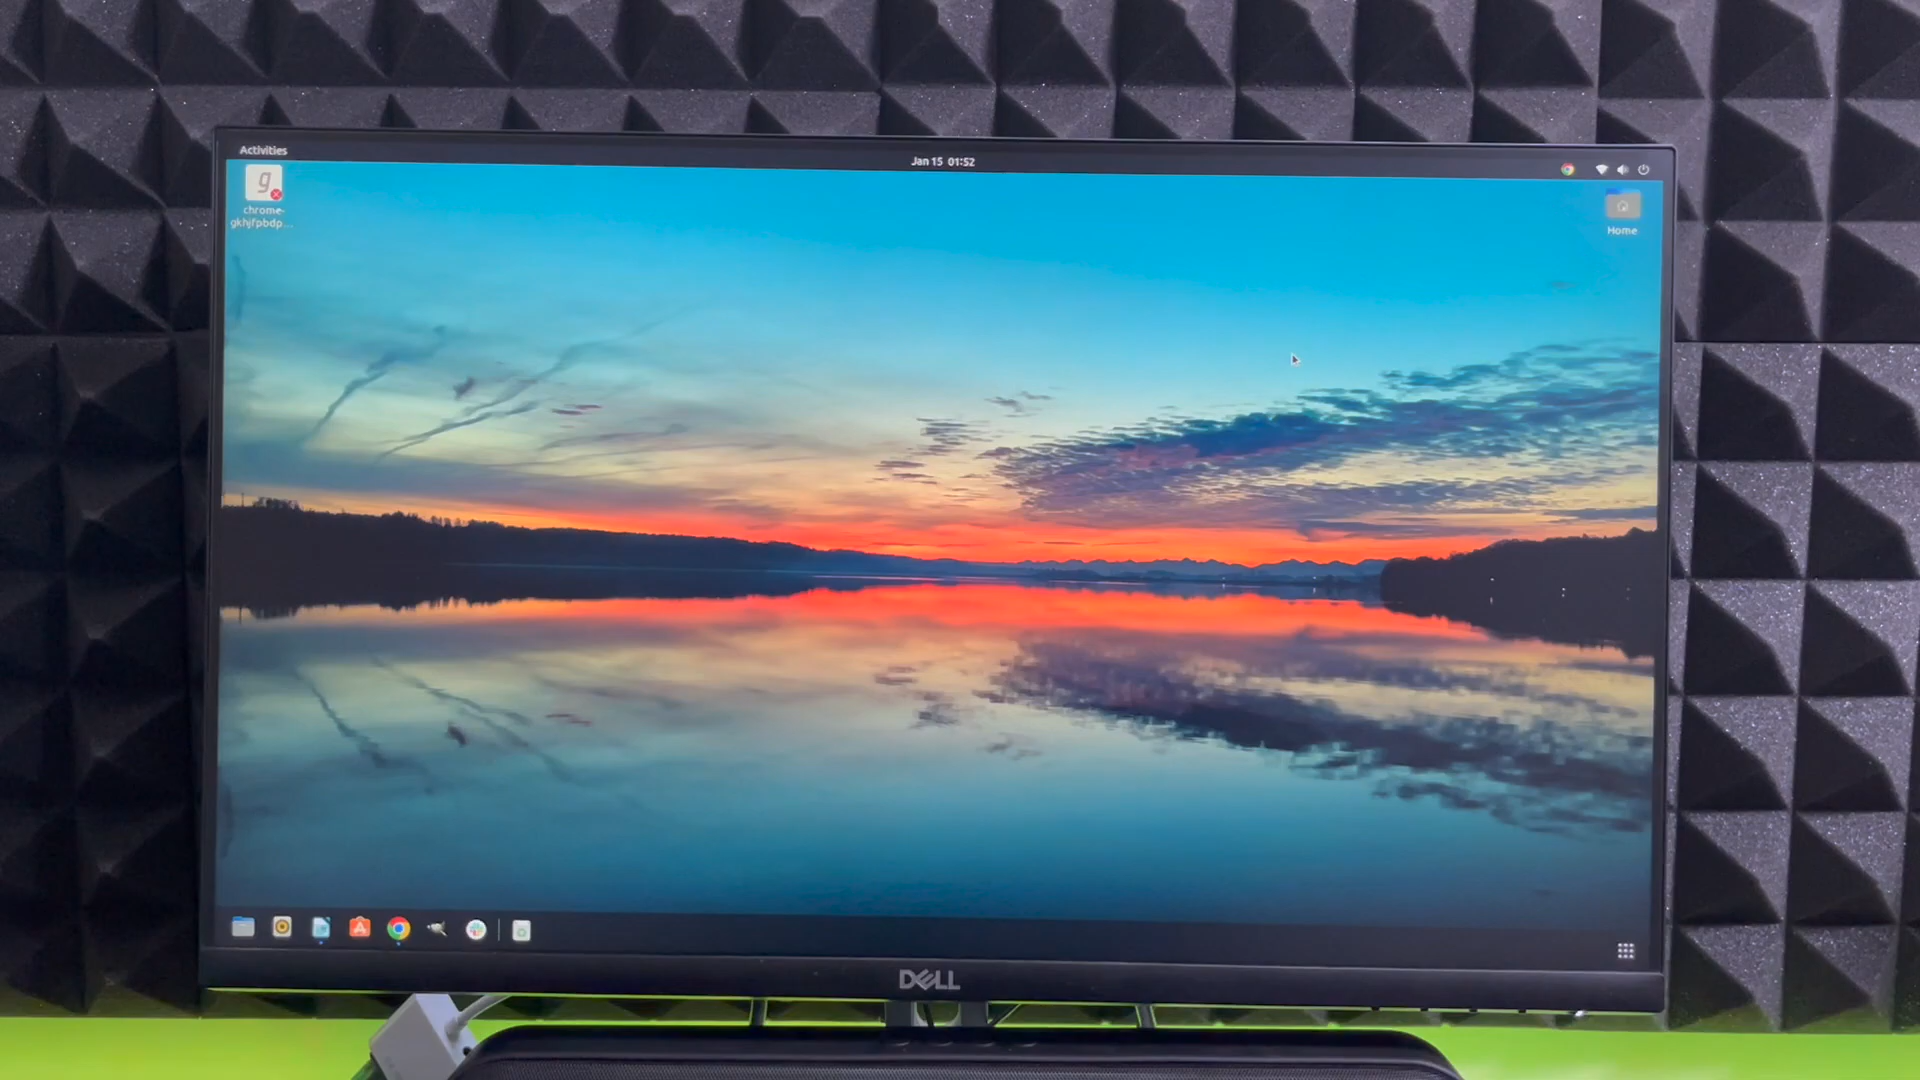 Activities
Jan 15 01:52
g
chrome-
gkhjfpbdp...
Home
DELL